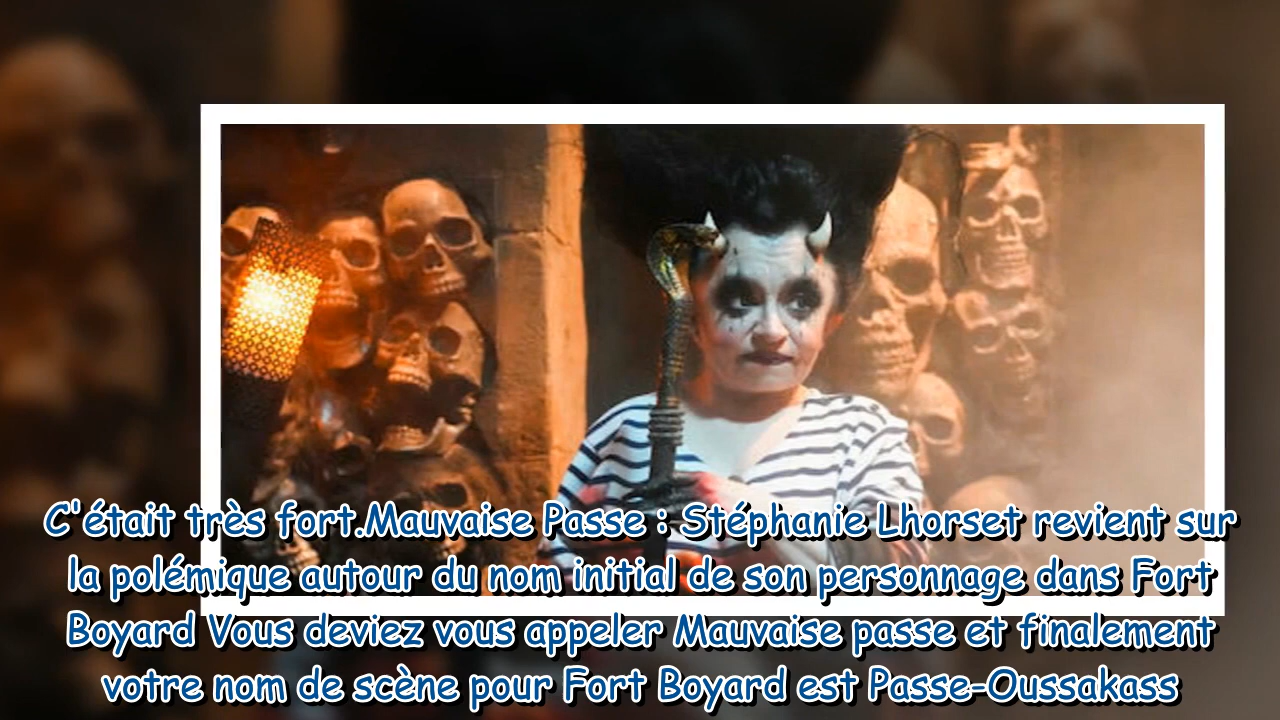 C'était très fort.Mauvaise Passe : Stéphanie Lhorset revient sur
la polémique autour du nom initial de son personnage dans Fort
Boyard Vous deviez vous appeler Mauvaise passe et finalement
votre nom de scène pour Fort Boyard est Passe-Oussakass